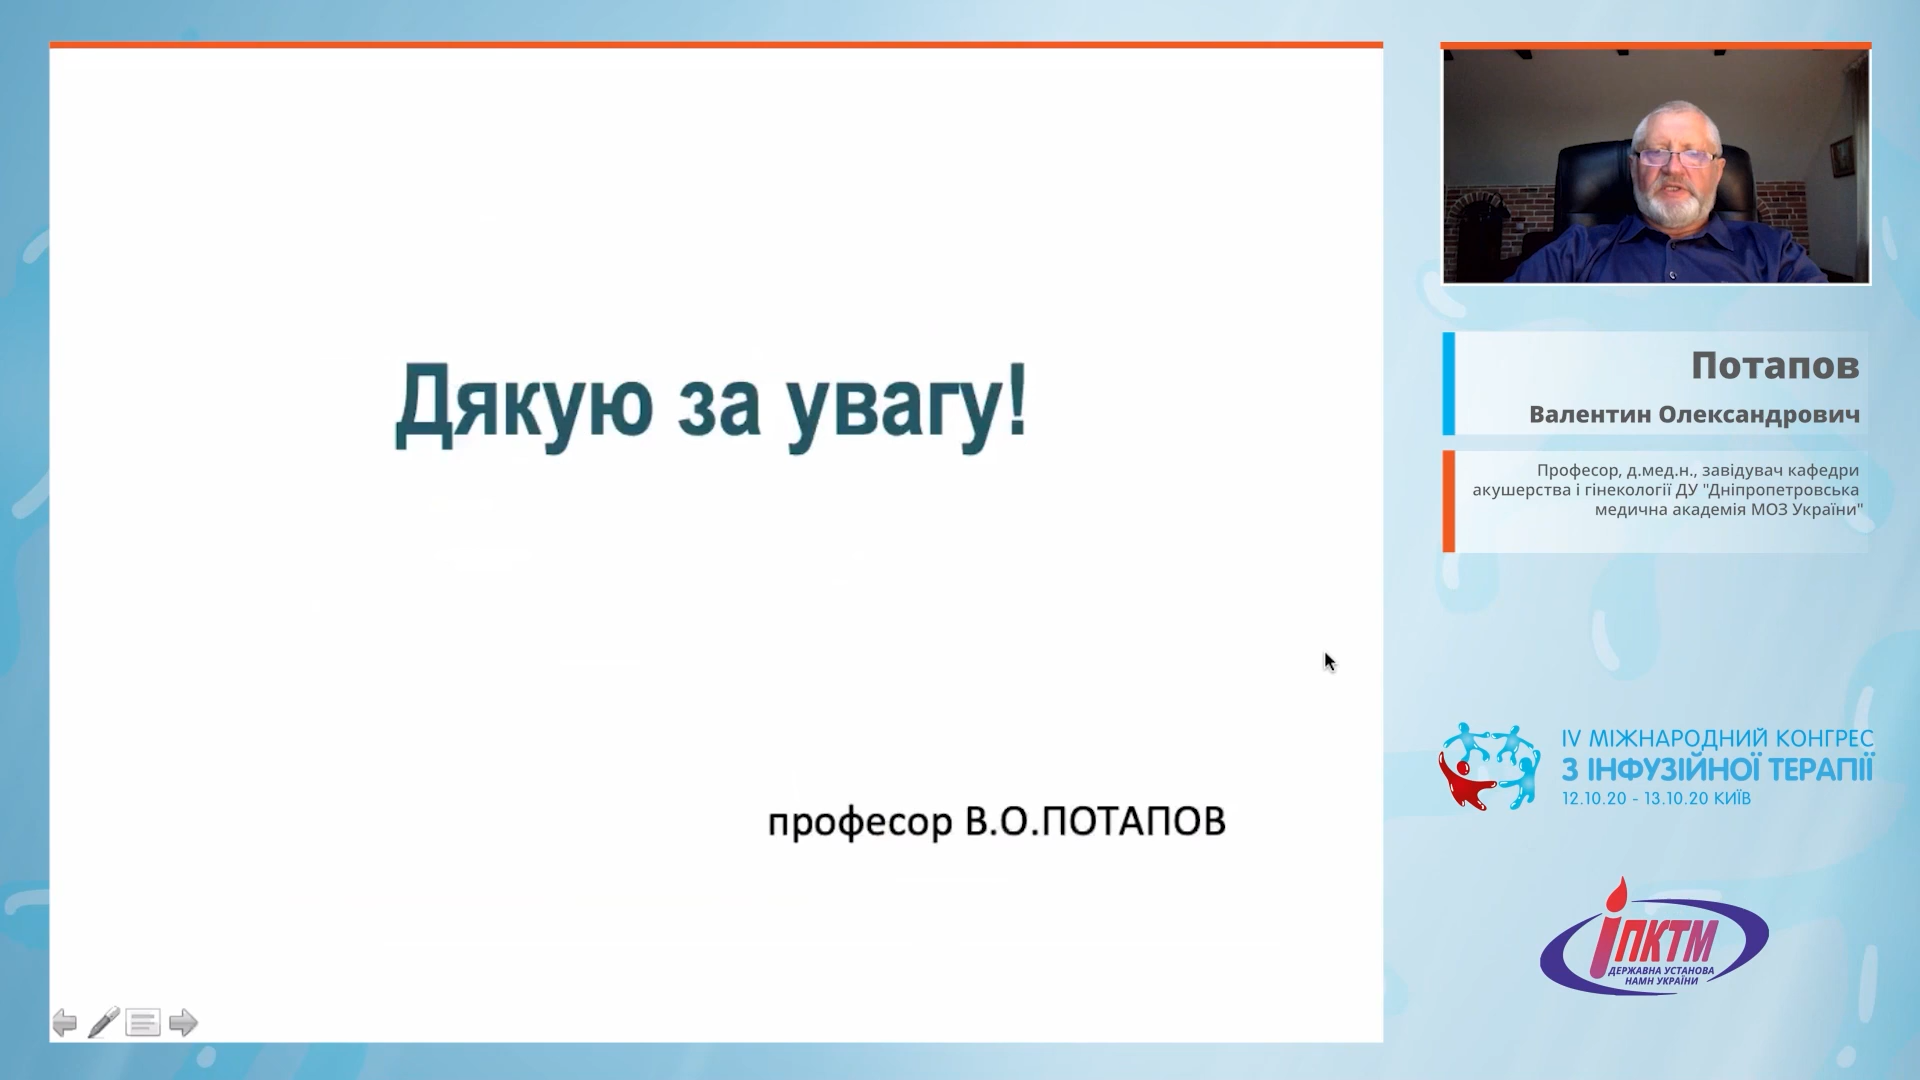 Дякую за увагу!
професор В.О.ПОТАПОВ
Потапов
Валентин Олександрович
Професор, д.мед.н., завідувач кафедри
акушерства і гінекології ДУ "Дніпропетровська
медична академія МОЗ України"
IV МІЖНАРОДНИЙ КОНГРЕС
З ІНФУЗІЙНОЇ ТЕРАПІЇ
12.10.20 - 13.10.20 КИЇВ
ІПКТМ
ДЕРЖАВНА УСТАНОВА
НАМН УКРАЇНИ